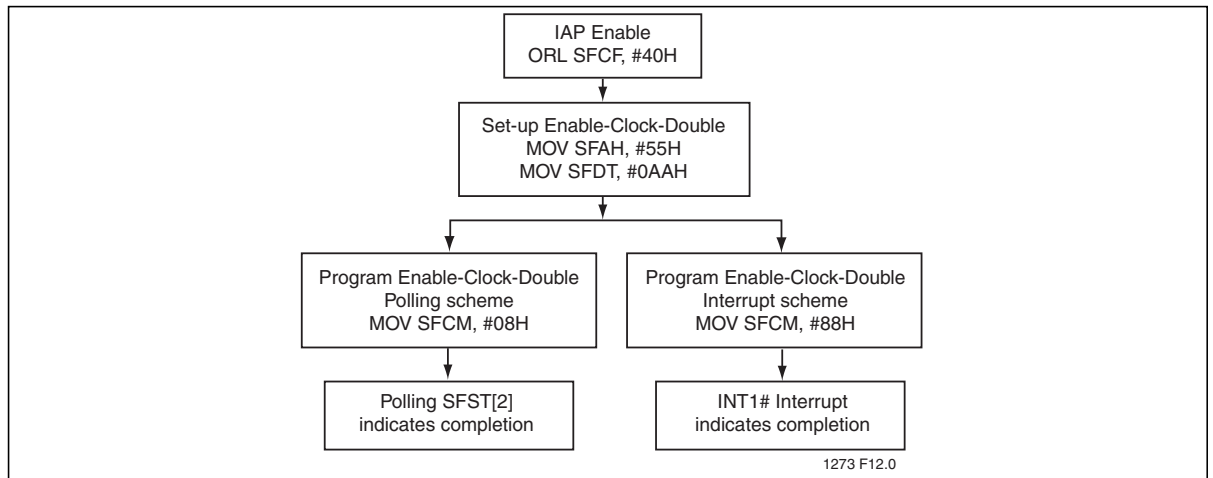 IAP Enable
ORL SFCF, #40H
Set-up Enable-Clock-Double
MOV SFAH, #55H
MOV SFDT, #0AAH
Program Enable-Clock-Double
Polling scheme
MOV SFCM, #08H
Program Enable-Clock-Double
Interrupt scheme
MOV SFCM, #88H
Polling SFST[2]
indicates completion
INT1# Interrupt
indicates completion
1273 F12.0